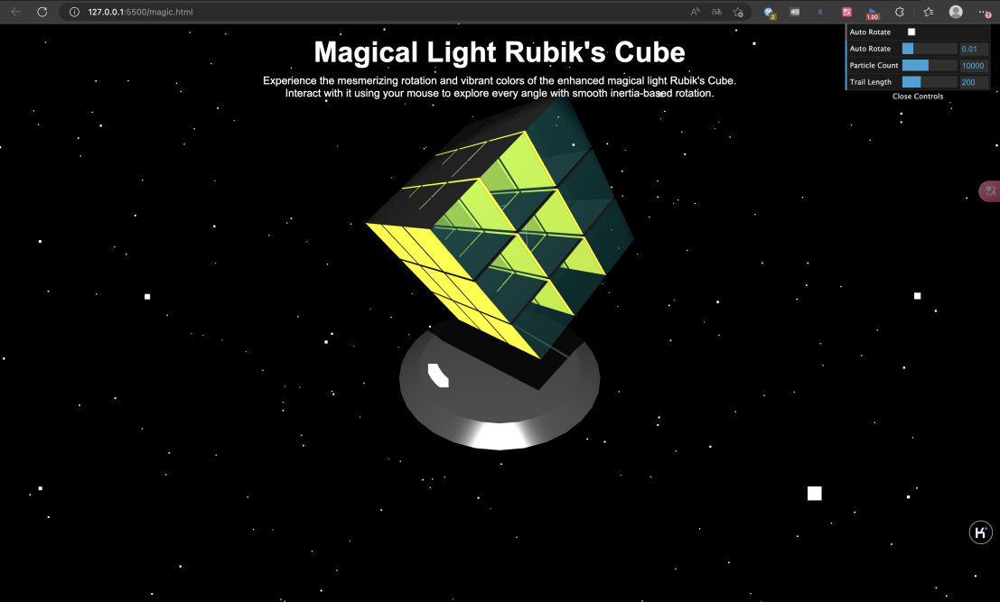 127.0.0.1:5500/magic.html
2
1.00
Magical Light Rubik's Cube
Experience the mesmerizing rotation and vibrant colors of the enhanced magical light Rubik's Cube.
Interact with it using your mouse to explore every angle with smooth inertia-based rotation.
Auto Rotate
Auto Rotate 0.01
Particle Count 10000
Trail Length 200
Close Controls